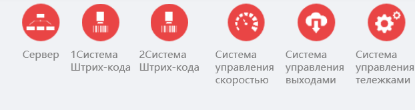 Сервер
1Система
Штрих-кода
2Система
Штрих-кода
Система
управления
скоростью
Система
управления
выходами
Система
управления
тележками